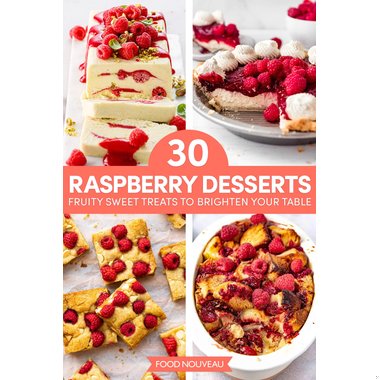 30
RASPBERRY DESSERTS
FRUITY SWEET TREATS TO BRIGHTEN YOUR TABLE
FOOD NOUVEAU